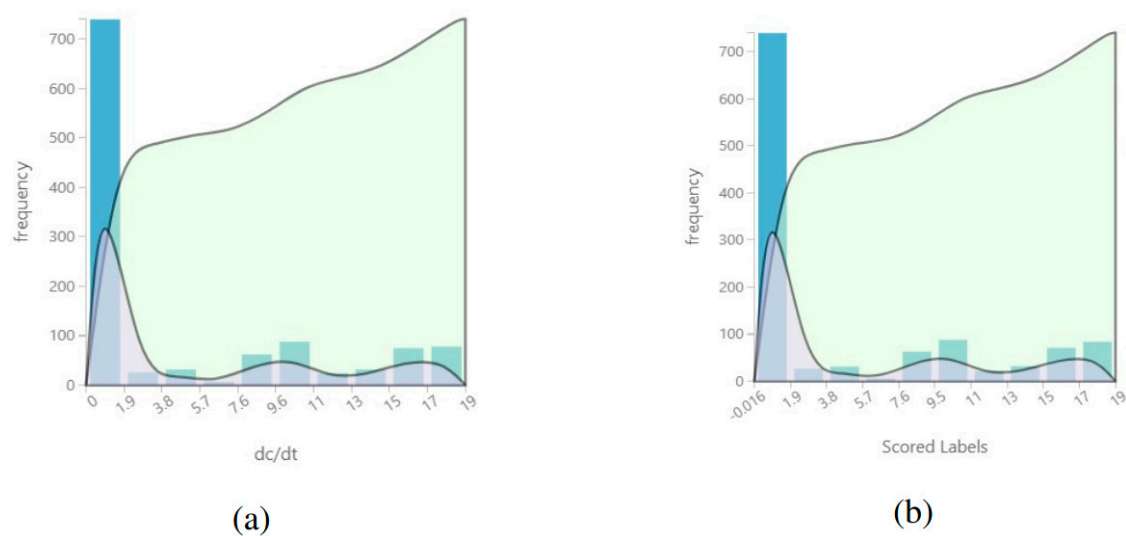 frequency
700
600
500
400
300
200
100
0
0 1.9 3.8 5.7 7.6 9.6 11 13 15 17 19
dc/dt
(a)
frequency
700
600
500
400
300
200
100
0
-0.016 1.9 3.8 5.7 7.6 9.5 11 13 15 17 19
Scored Labels
(b)